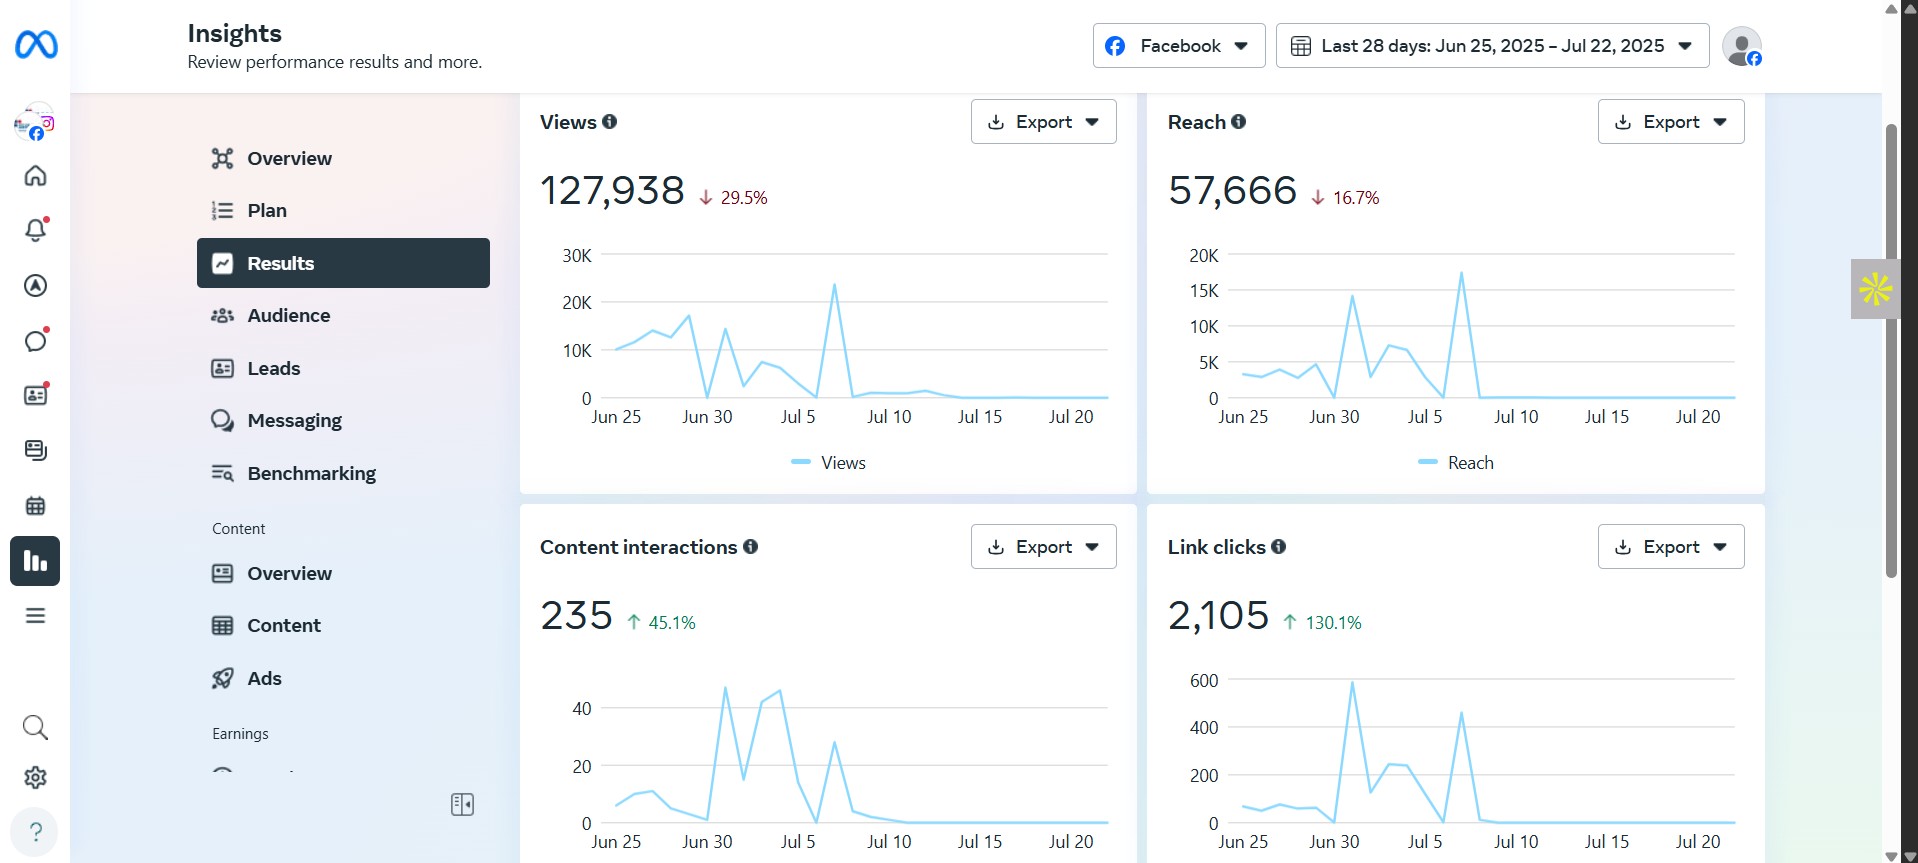 Insights
Review performance results and more.
Facebook
Last 28 days: Jun 25, 2025 – Jul 22, 2025
Overview
Plan
Results
Audience
Leads
Messaging
Benchmarking
Content
Overview
Content
Ads
Earnings
Views
Export
127,938 ↓ 29.5%
30K
20K
10K
0
Jun 25 Jun 30 Jul 5 Jul 10 Jul 15 Jul 20
Views
Reach
Export
57,666 ↓ 16.7%
20K
15K
10K
5K
0
Jun 25 Jun 30 Jul 5 Jul 10 Jul 15 Jul 20
Reach
Content interactions
Export
235 ↑ 45.1%
40
20
0
Jun 25 Jun 30 Jul 5 Jul 10 Jul 15 Jul 20
Link clicks
Export
2,105 ↑ 130.1%
600
400
200
0
Jun 25 Jun 30 Jul 5 Jul 10 Jul 15 Jul 20